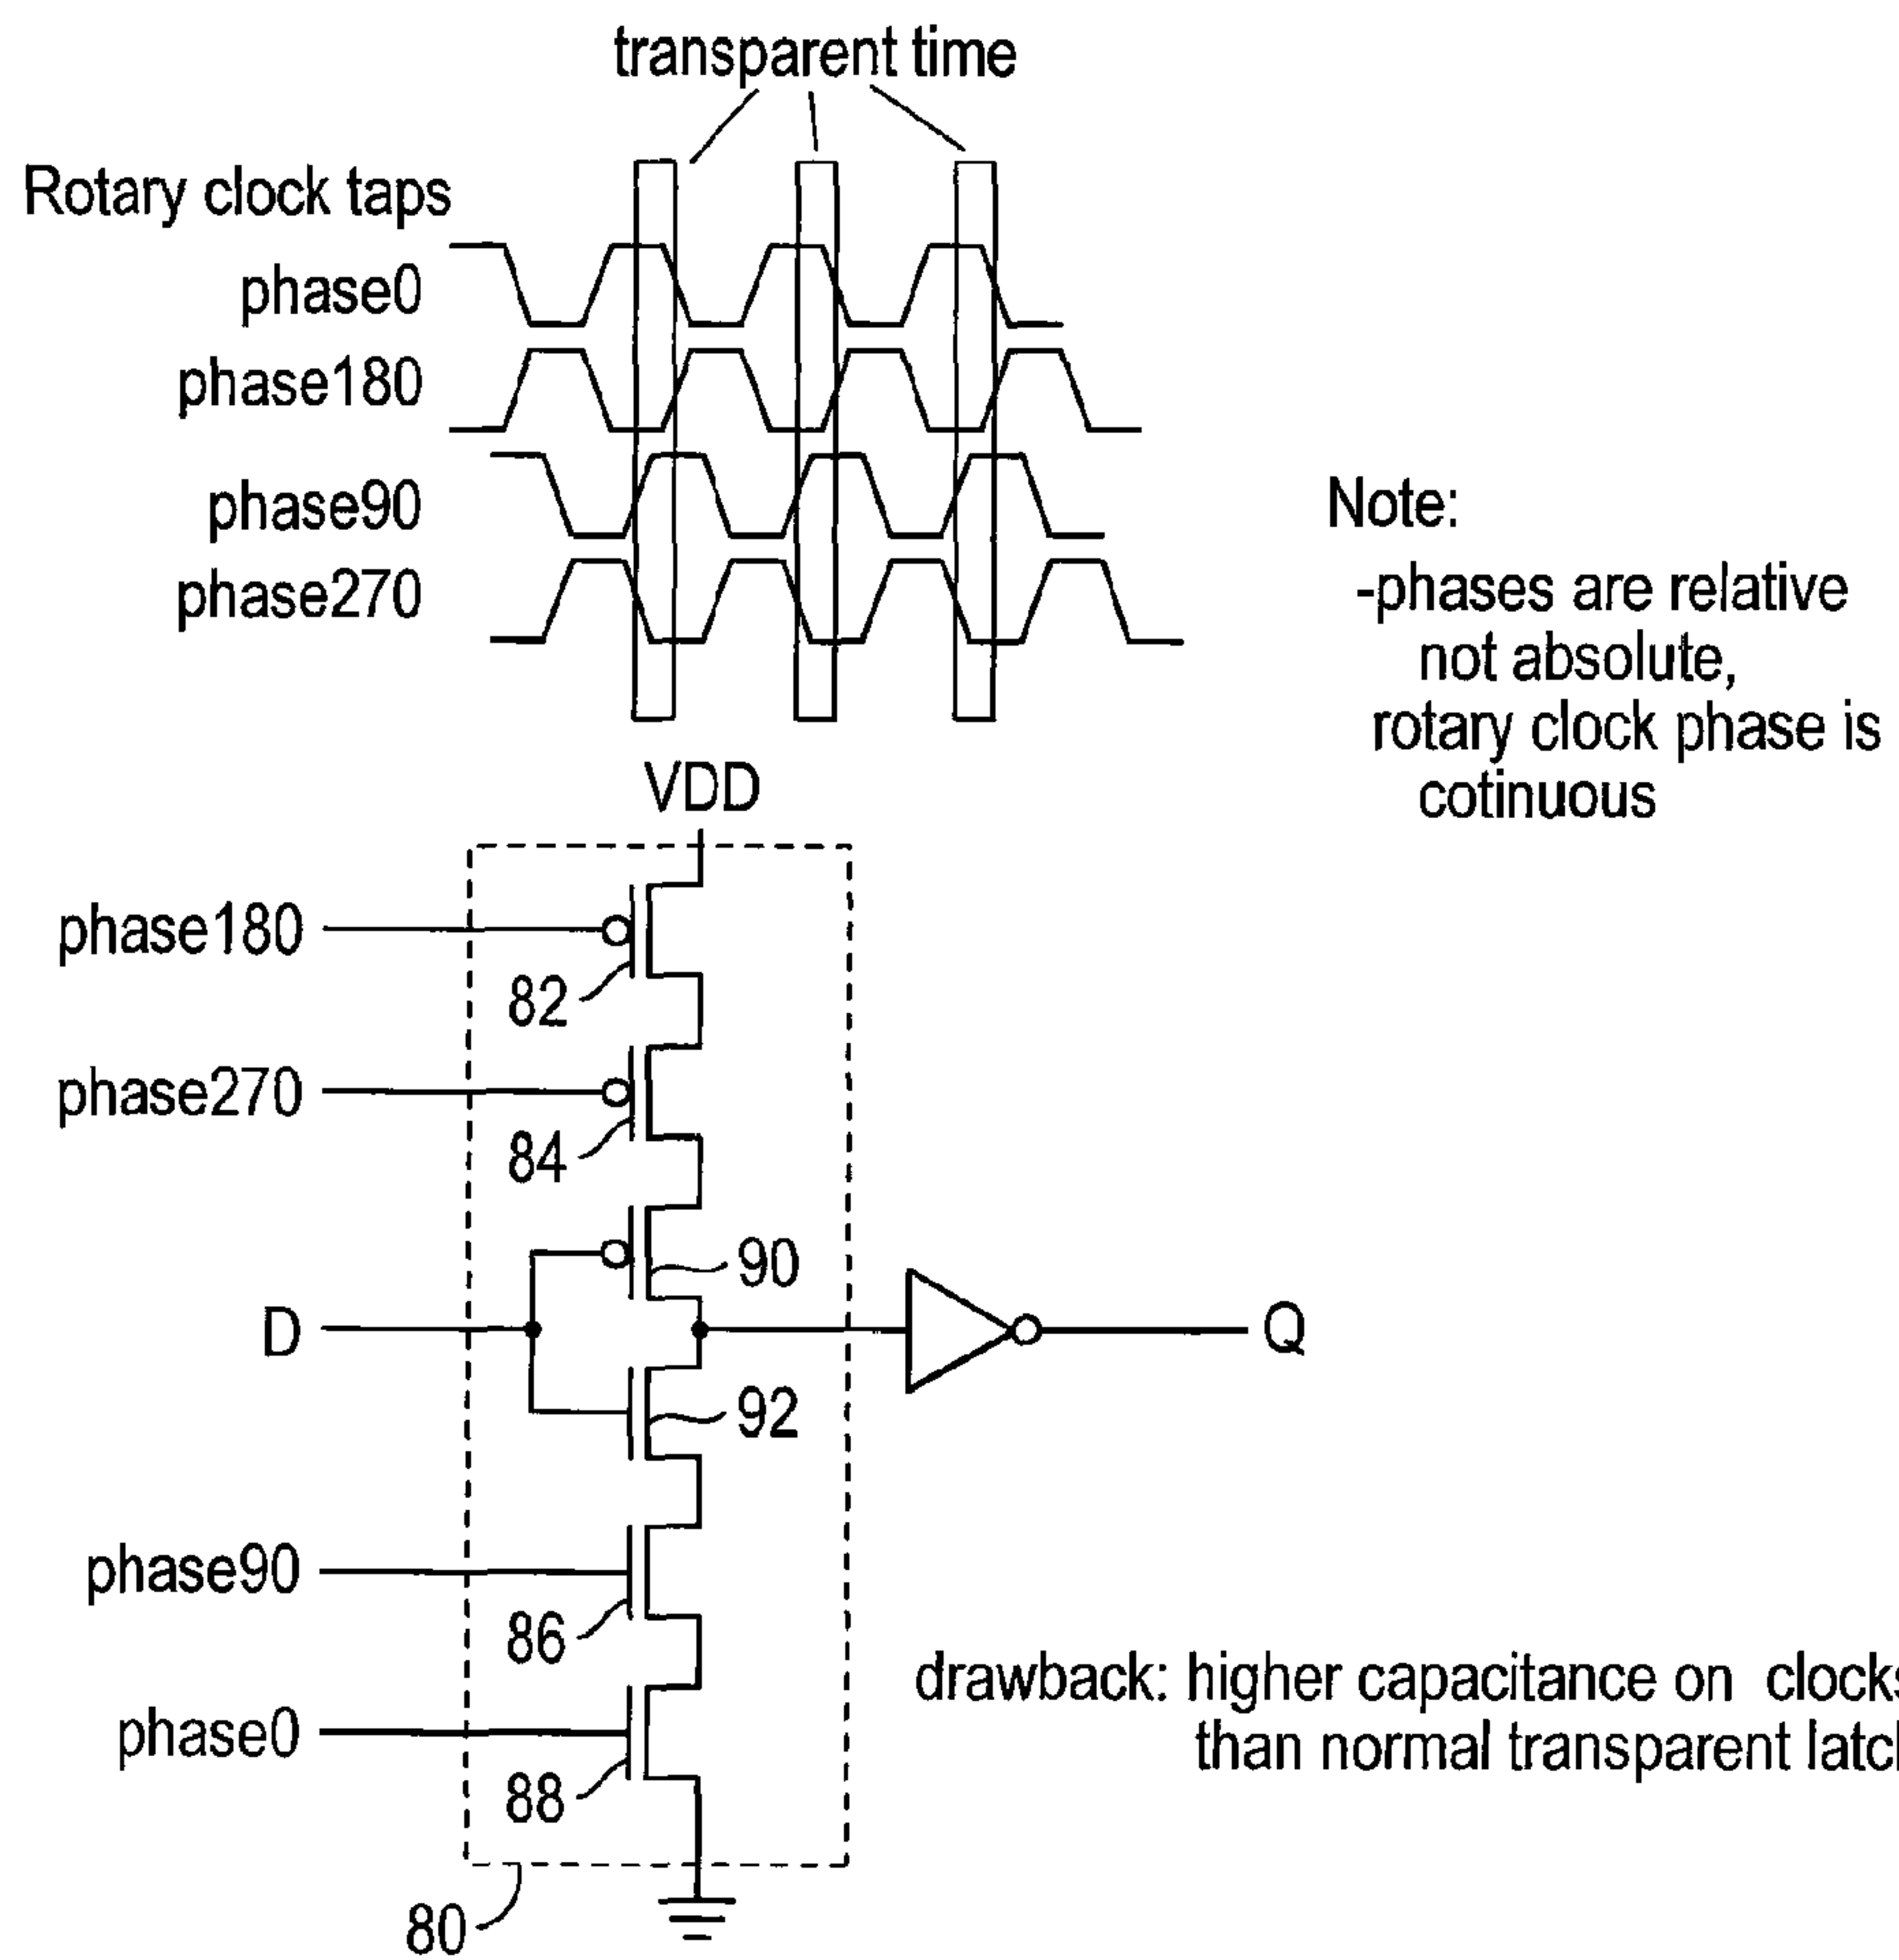 transparent time
Rotary clock taps
phase0
phase180
phase90
phase270
Note:
-phases are relative
not absolute,
rotary clock phase is
cotinuous
VDD
phase180
82
phase270
84
90
D
Q
92
phase90
86
phase0
88
80
drawback: higher capacitance on clocks
than normal transparent latch